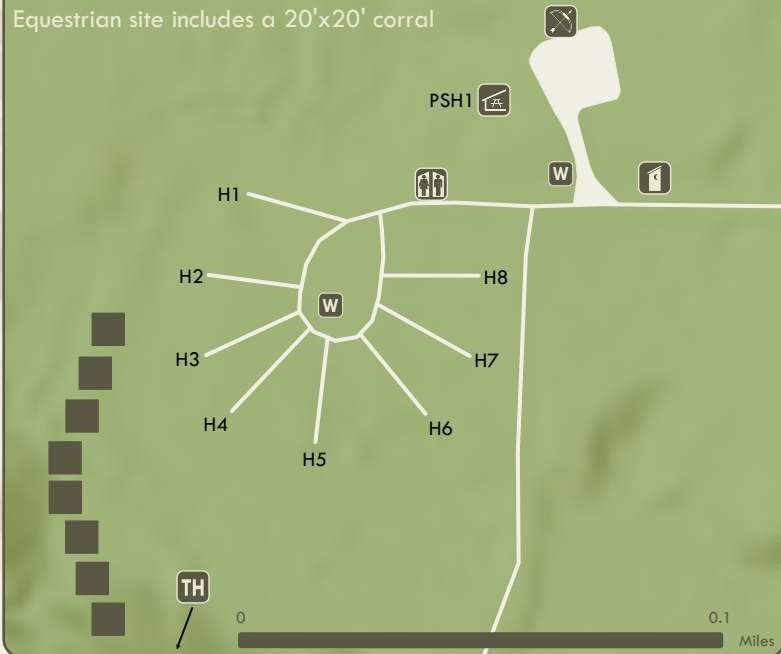 Equestrian site includes a 20'x20' corral
PSH1
W
H1
H2
H8
W
H3
H7
H4
H6
H5
TH
0
0.1
Miles